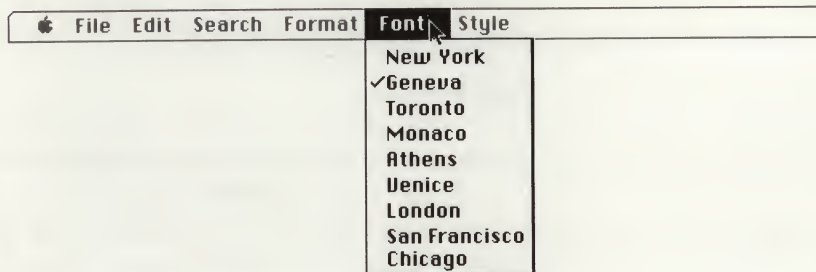 File Edit Search Format Font Style
New York
✓Geneva
Toronto
Monaco
Athens
Venice
London
San Francisco
Chicago